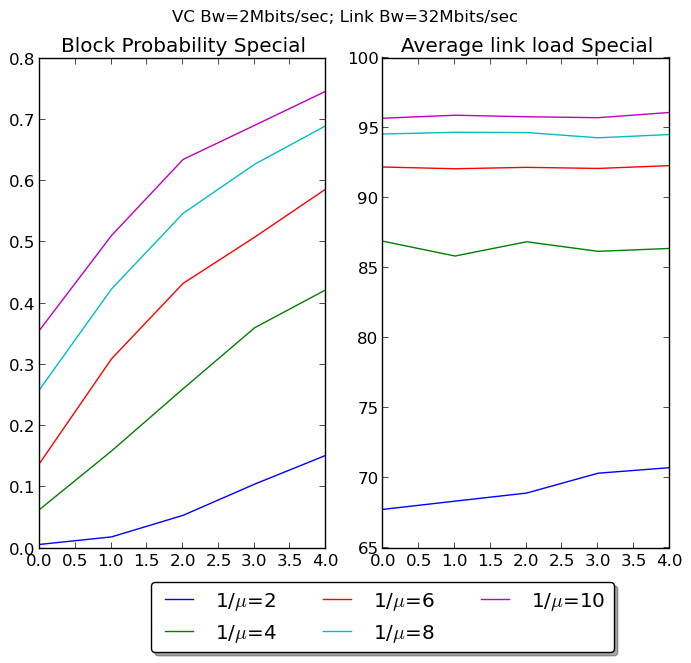 VC Bw=2Mbits/sec; Link Bw=32Mbits/sec
Block Probability Special
Average link load Special
0.8
0.7
0.6
0.5
0.4
0.3
0.2
0.1
0.0
0.0 0.5 1.0 1.5 2.0 2.5 3.0 3.5 4.0
100
95
90
85
80
75
70
65
0.0 0.5 1.0 1.5 2.0 2.5 3.0 3.5 4.0
1/μ=2 1/μ=6 1/μ=10
1/μ=4 1/μ=8